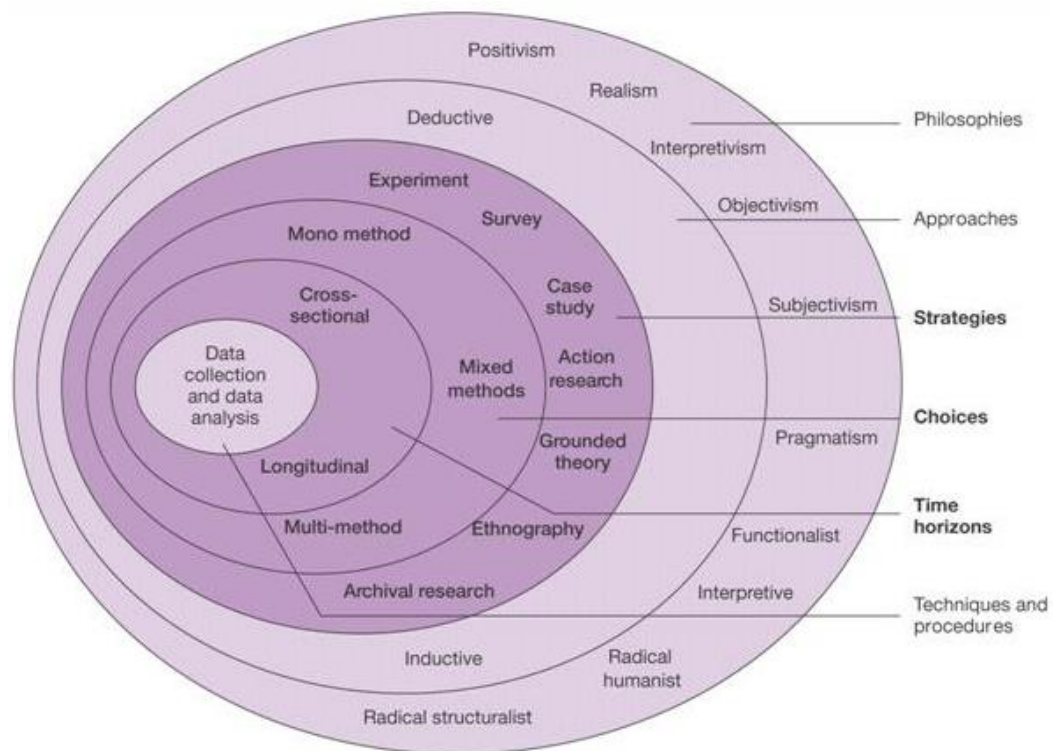 Positivism
Realism
Philosophies
Deductive
Interpretivism
Experiment
Objectivism
Approaches
Survey
Mono method
Case
study
Cross-
sectional
Subjectivism
Strategies
Data
collection
and data
analysis
Mixed
methods
Action
research
Choices
Pragmatism
Grounded
theory
Longitudinal
Time
horizons
Multi-method
Ethnography
Functionalist
Archival research
Interpretive
Techniques and
procedures
Inductive
Radical
humanist
Radical structuralist